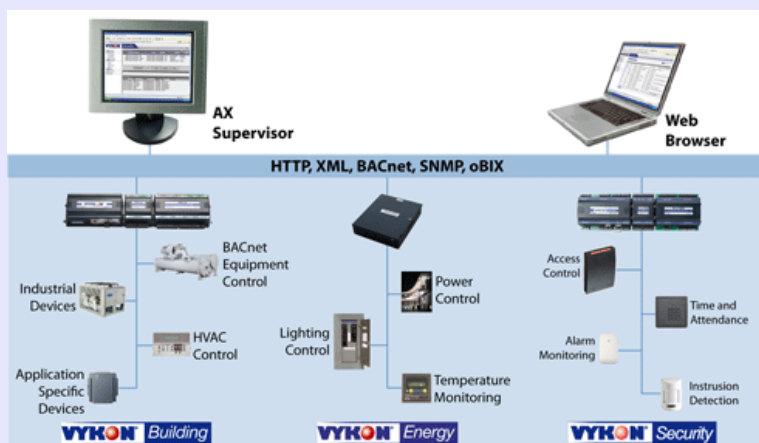 AX
Supervisor
Web
Browser
HTTP, XML, BACnet, SNMP, oBIX
BACnet
Equipment
Control
Industrial
Devices
HVAC
Control
Application
Specific
Devices
VYKON Building
Power
Control
Lighting
Control
Temperature
Monitoring
VYKON Energy
Access
Control
Time and
Attendance
Alarm
Monitoring
Instrusion
Detection
VYKON Security